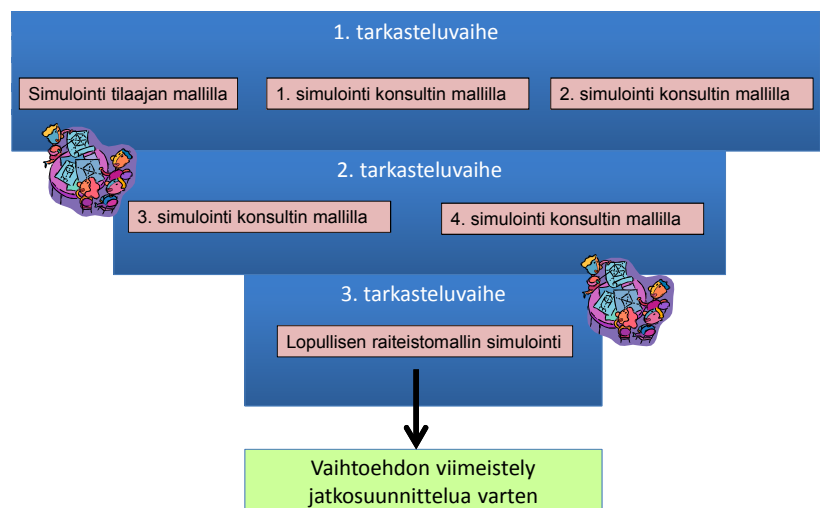 1. tarkasteluvaihe
Simulointi tilaajan mallilla
1. simulointi konsultin mallilla
2. simulointi konsultin mallilla
2. tarkasteluvaihe
3. simulointi konsultin mallilla
4. simulointi konsultin mallilla
3. tarkasteluvaihe
Lopullisen raiteistomallin simulointi
Vaihtoehdon viimeistely
jatkosuunnittelua varten